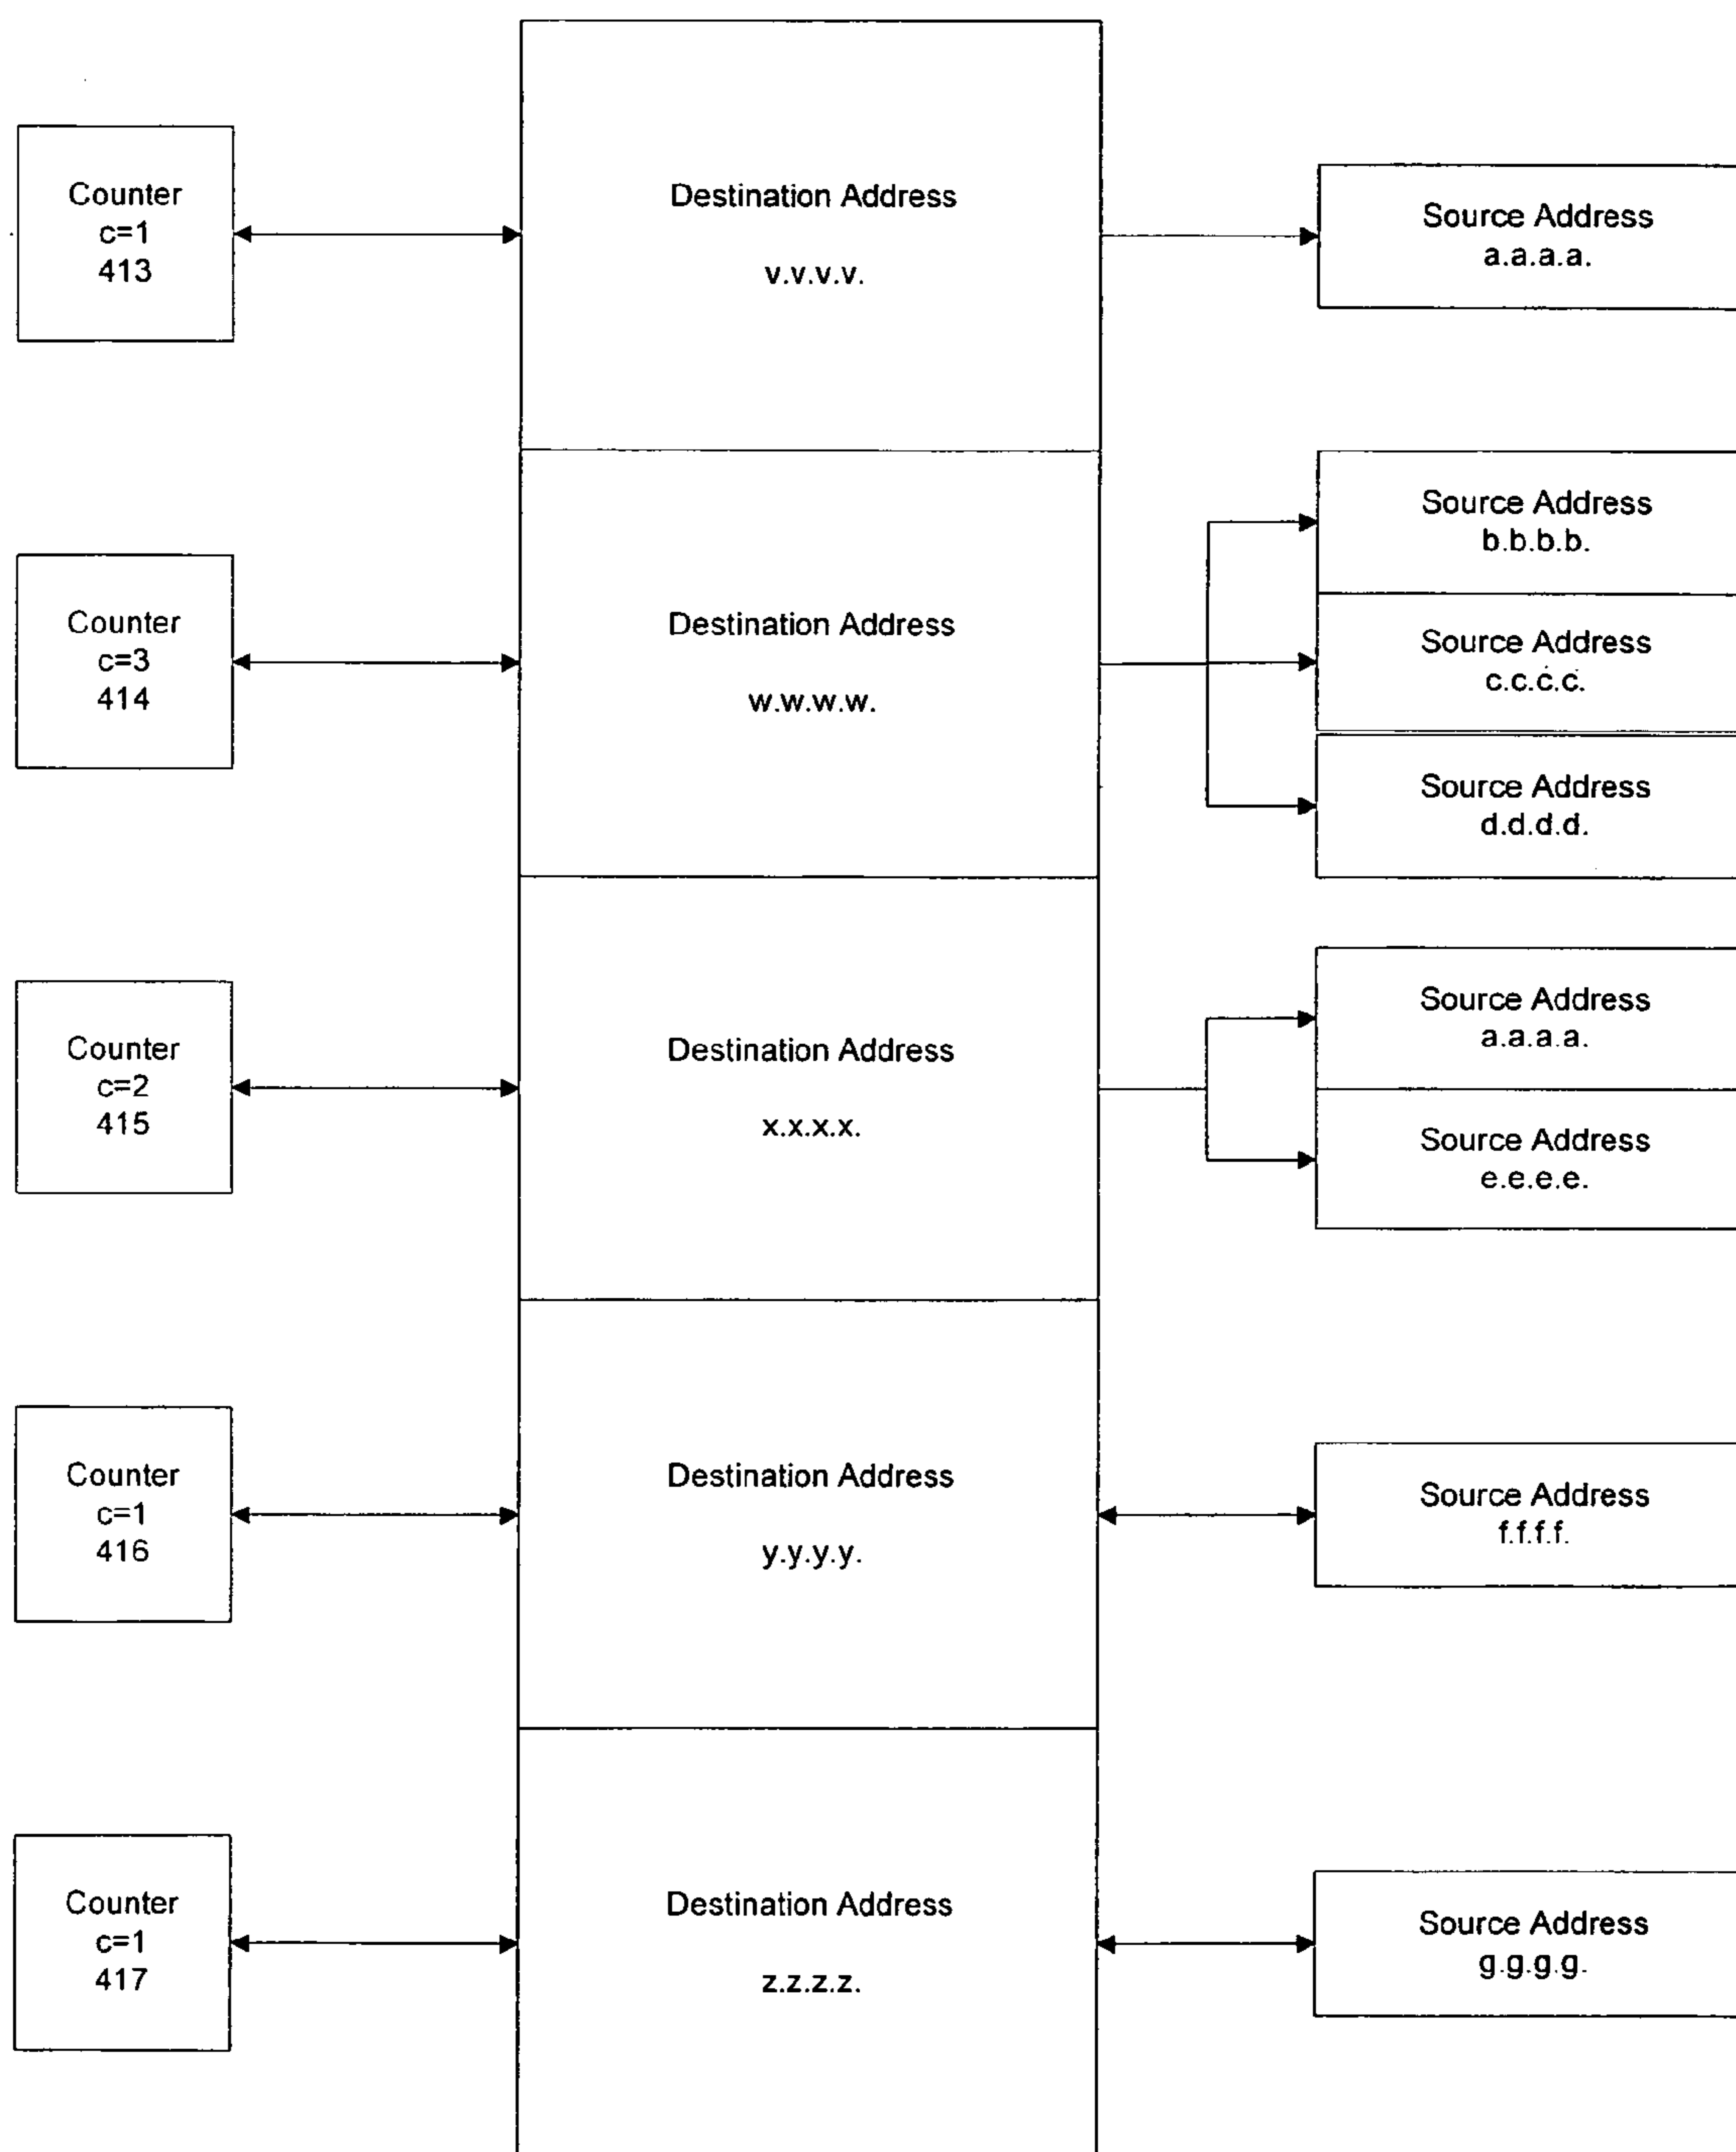 Counter
c=1
413
Destination Address
v.v.v.v.
Source Address
a.a.a.a.
Counter
c=3
414
Destination Address
w.w.w.w.
Source Address
b.b.b.b.
Source Address
c.c.c.c.
Source Address
d.d.d.d.
Counter
c=2
415
Destination Address
x.x.x.x.
Source Address
a.a.a.a.
Source Address
e.e.e.e.
Counter
c=1
416
Destination Address
y.y.y.y.
Source Address
f.f.f.f.
Counter
c=1
417
Destination Address
z.z.z.z.
Source Address
g.g.g.g.